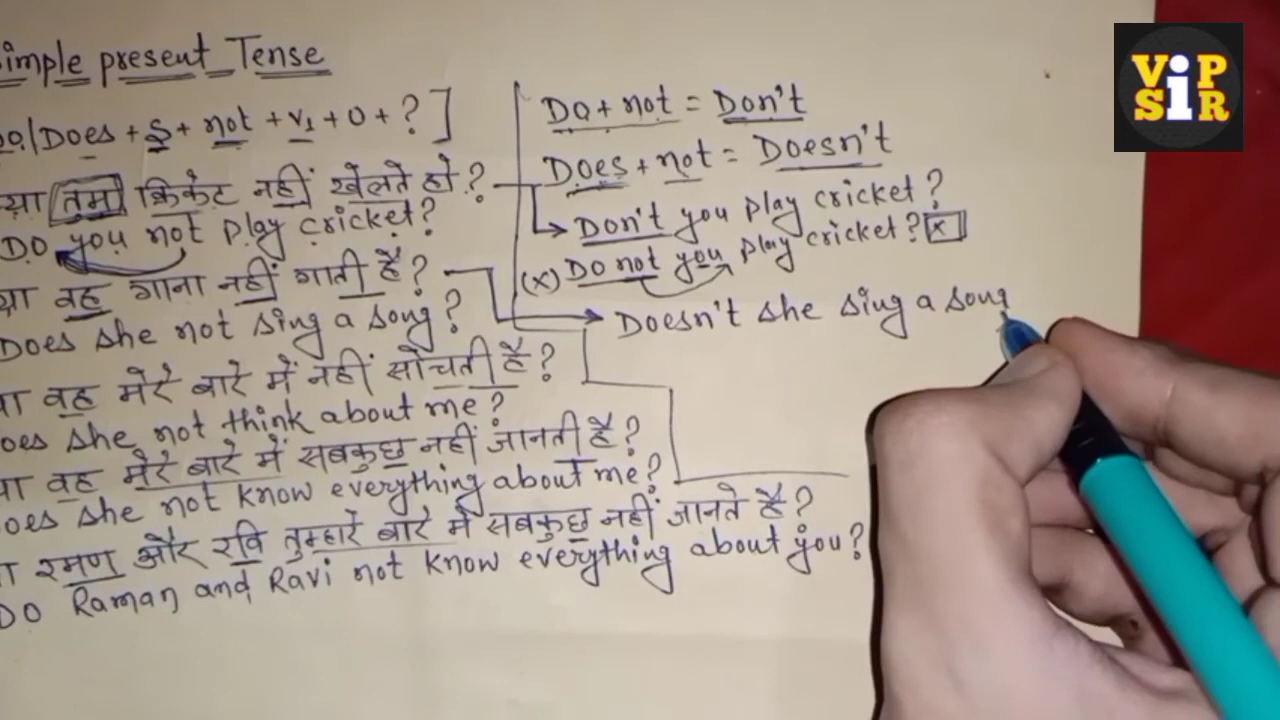 imple present Tense
Do/Does + S + not + V1 + O + ?]
क्या तुम क्रिकेट नहीं खेलते हो?
Do you not play cricket?
क्या वह गाना नहीं गाती है?
Does she not sing a song?
या वह मेरे बारे में नहीं सोचती है?
oes she not think about me?
या वह मेरे बारे में सबकुछ नहीं जानती है?
oes she not know everything about me?
ा रमण और रवि तुम्हारे बारे में सबकुछ नहीं जानते है?
Do Raman and Ravi not know everything about you?
Do + not = Don't
Does + not = Doesn't
Don't you play cricket?
(x) Do not you play cricket? x
Doesn't she sing a song
ViP
SiR